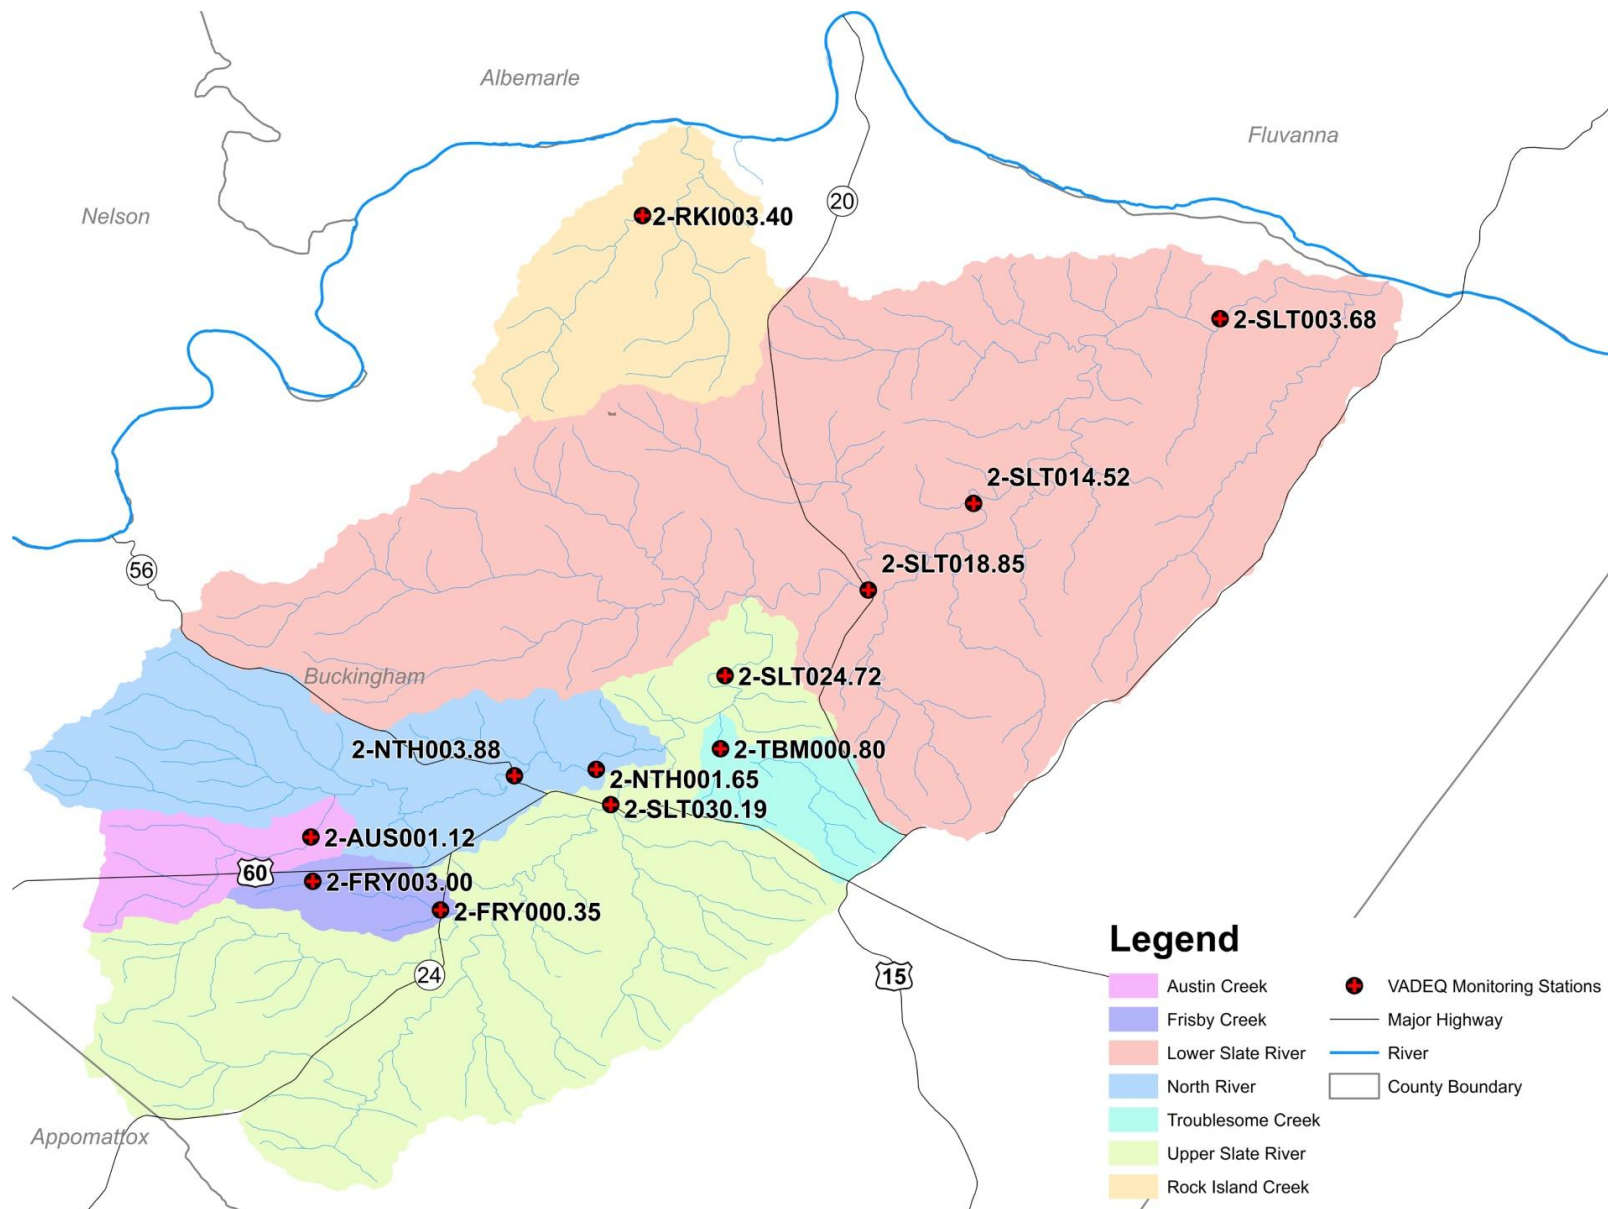 Albemarle
Fluvanna
Nelson
20
2-RKI003.40
2-SLT003.68
Text
2-SLT014.52
2-SLT018.85
56
Buckingham
2-SLT024.72
2-NTH003.88
2-TBM000.80
2-NTH001.65
2-SLT030.19
2-AUS001.12
60
2-FRY003.00
2-FRY000.35
24
15
Appomattox
Legend
Austin Creek
Frisby Creek
Lower Slate River
North River
Troublesome Creek
Upper Slate River
Rock Island Creek
VADEQ Monitoring Stations
Major Highway
River
County Boundary